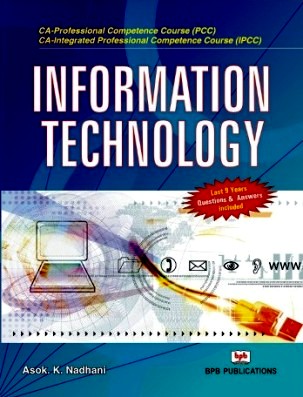 CA-Professional Competence Course (PCC)
CA-Integrated Professional Competence Course (IPCC)
INFORMATION
TECHNOLOGY
Last 9 Years
Questions & Answers
included
WWW
Asok. K. Nadhani
bpb
BPB PUBLICATIONS